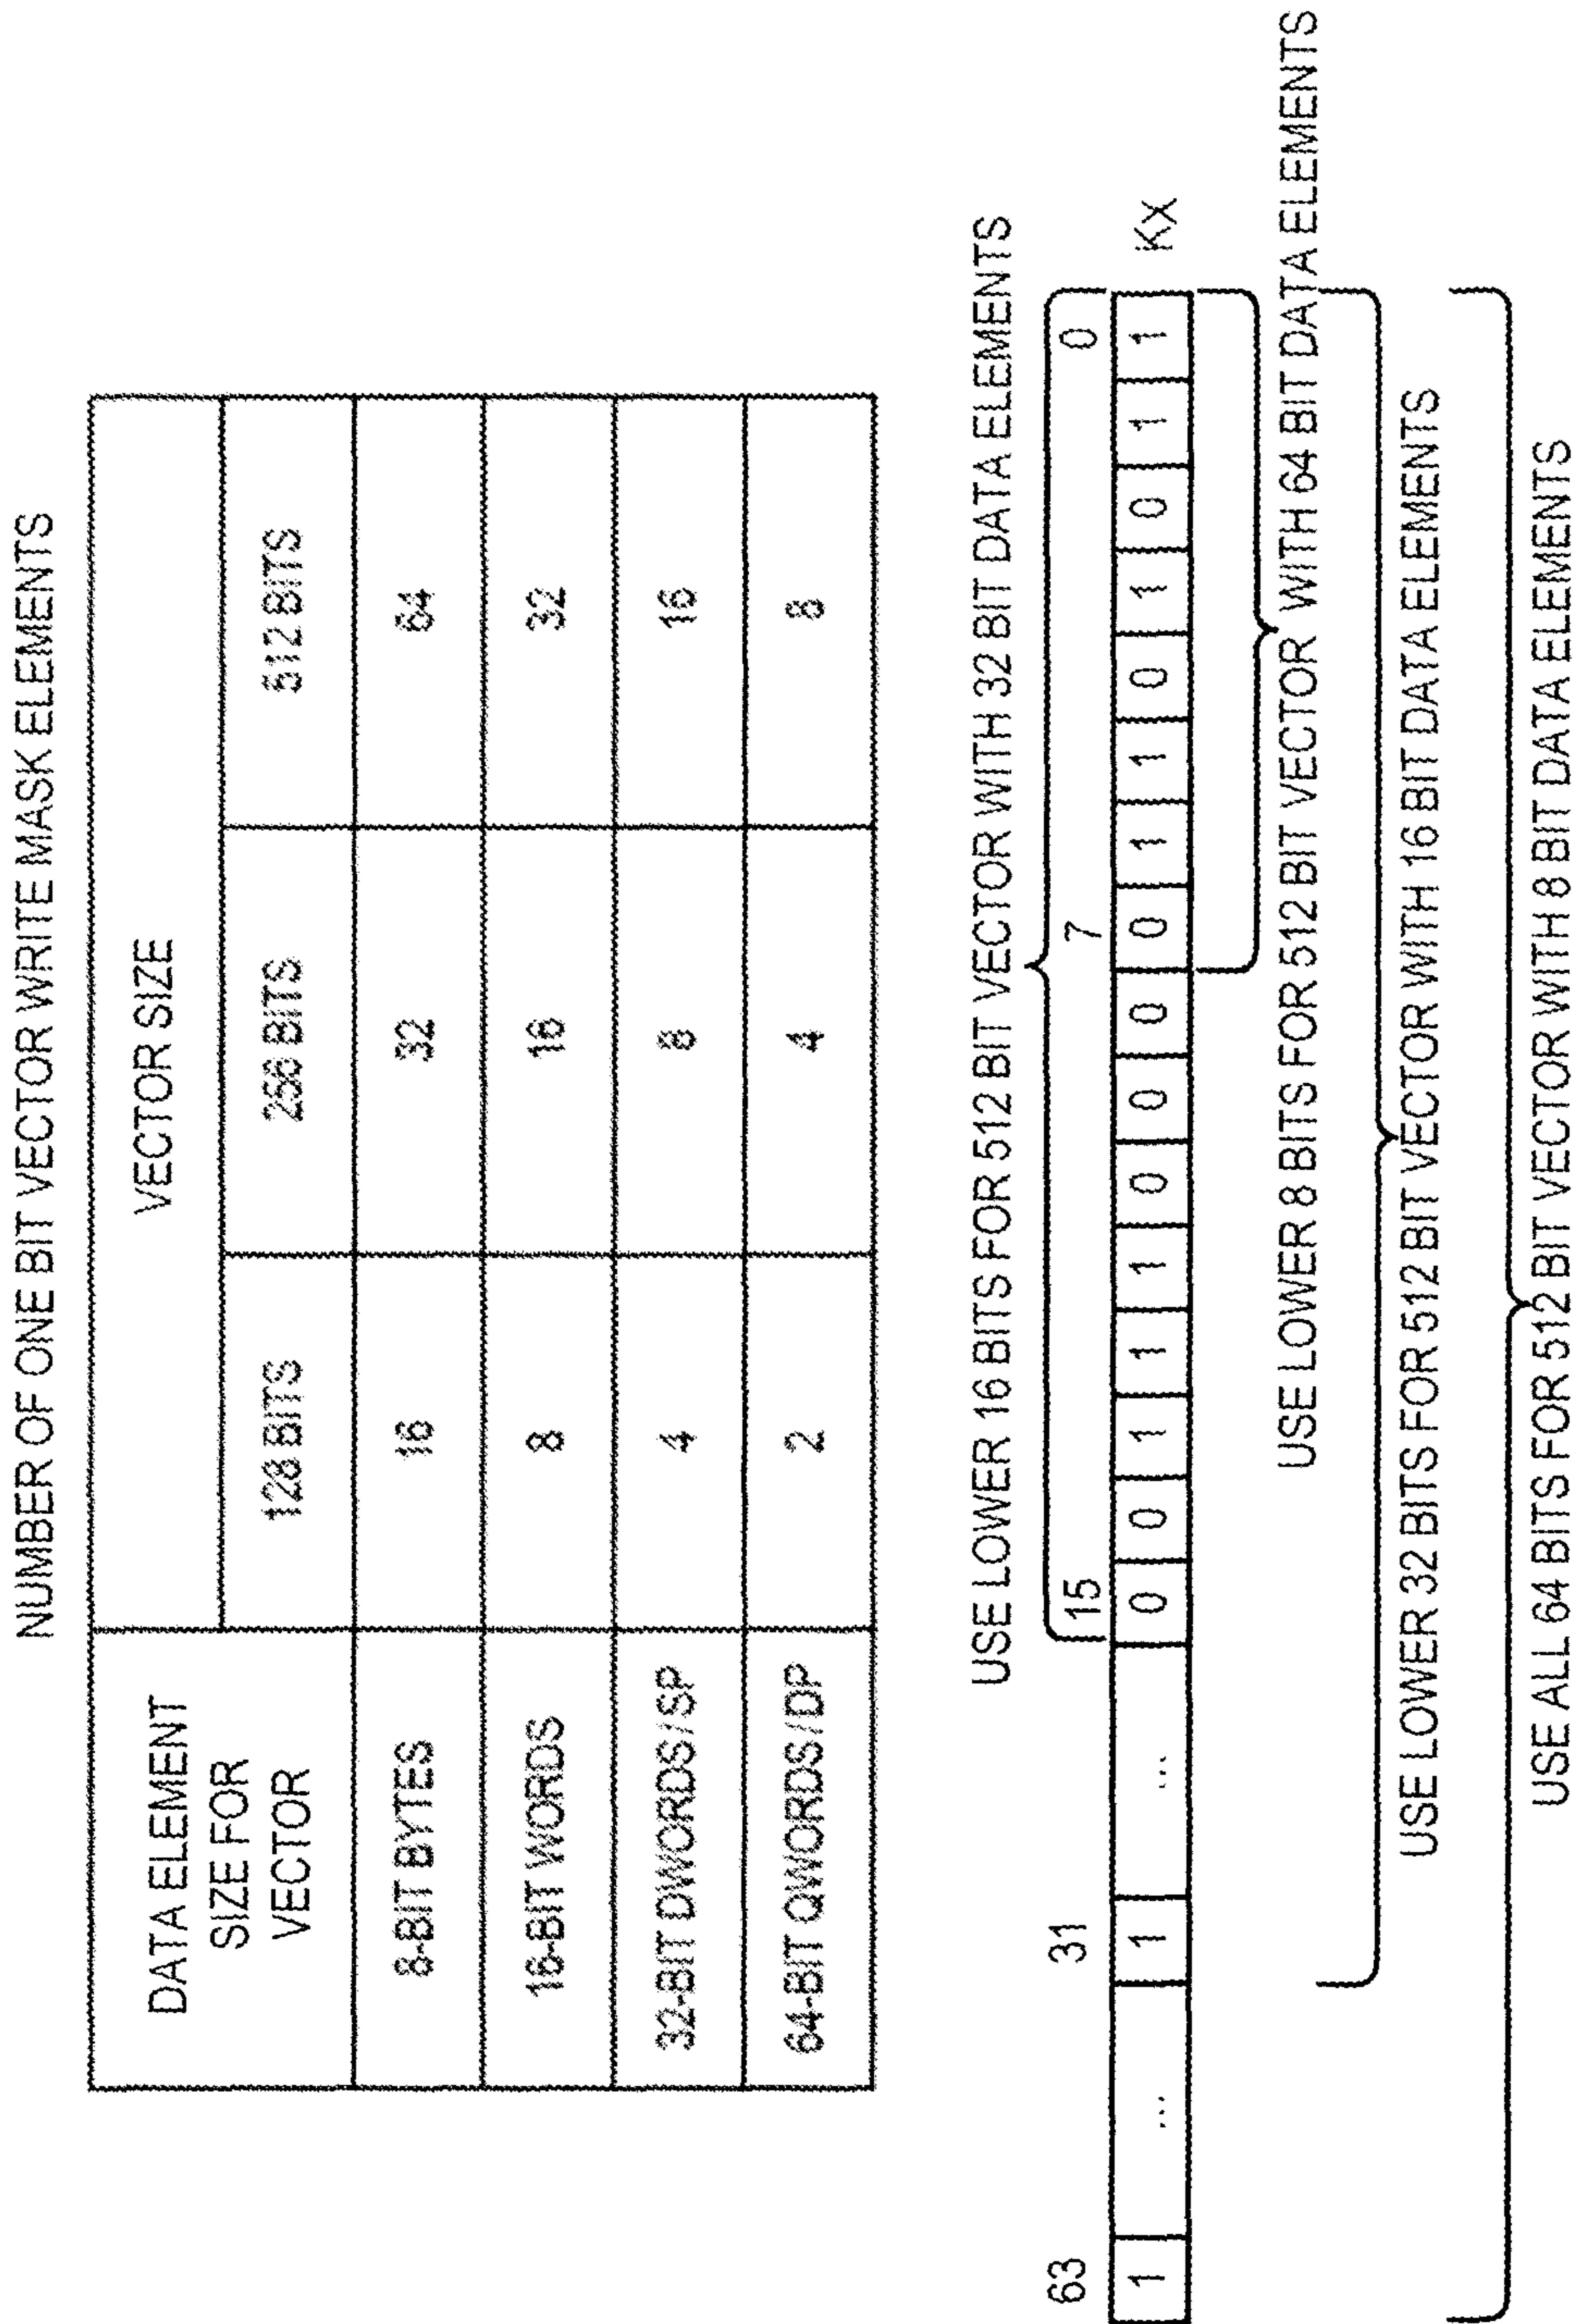 NUMBER OF ONE BIT VECTOR WRITE MASK ELEMENTS
DATA ELEMENT
SIZE FOR
VECTOR
VECTOR SIZE
128 BITS 256 BITS 512 BITS
8-BIT BYTES 16 32 64
16-BIT WORDS 8 16 32
32-BIT DWORDS/SP 4 8 16
64-BIT QWORDS/DP 2 4 8
USE LOWER 16 BITS FOR 512 BIT VECTOR WITH 32 BIT DATA ELEMENTS
63 31 15 7 0
1 ... 1 ... 0 0 1 1 1 0 0 0 0 1 1 0 1 0 1 1 KX
USE LOWER 8 BITS FOR 512 BIT VECTOR WITH 64 BIT DATA ELEMENTS
USE LOWER 32 BITS FOR 512 BIT VECTOR WITH 16 BIT DATA ELEMENTS
USE ALL 64 BITS FOR 512 BIT VECTOR WITH 8 BIT DATA ELEMENTS